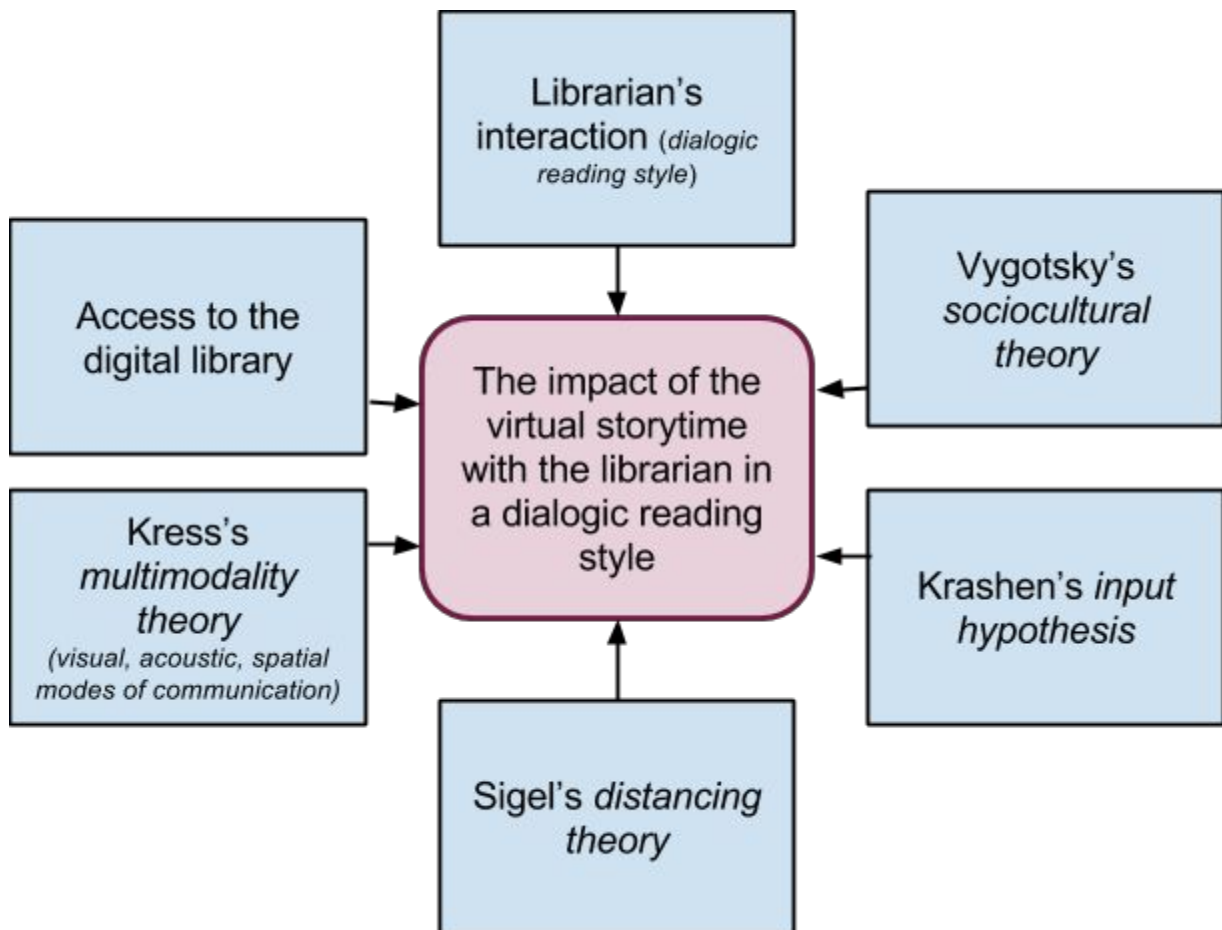 Librarian’s
interaction (dialogic
reading style)
Access to the
digital library
Vygotsky’s
sociocultural
theory
The impact of the
virtual storytime
with the librarian in
a dialogic reading
style
Kress’s
multimodality
theory
(visual, acoustic, spatial
modes of communication)
Krashen’s input
hypothesis
Sigel’s distancing
theory